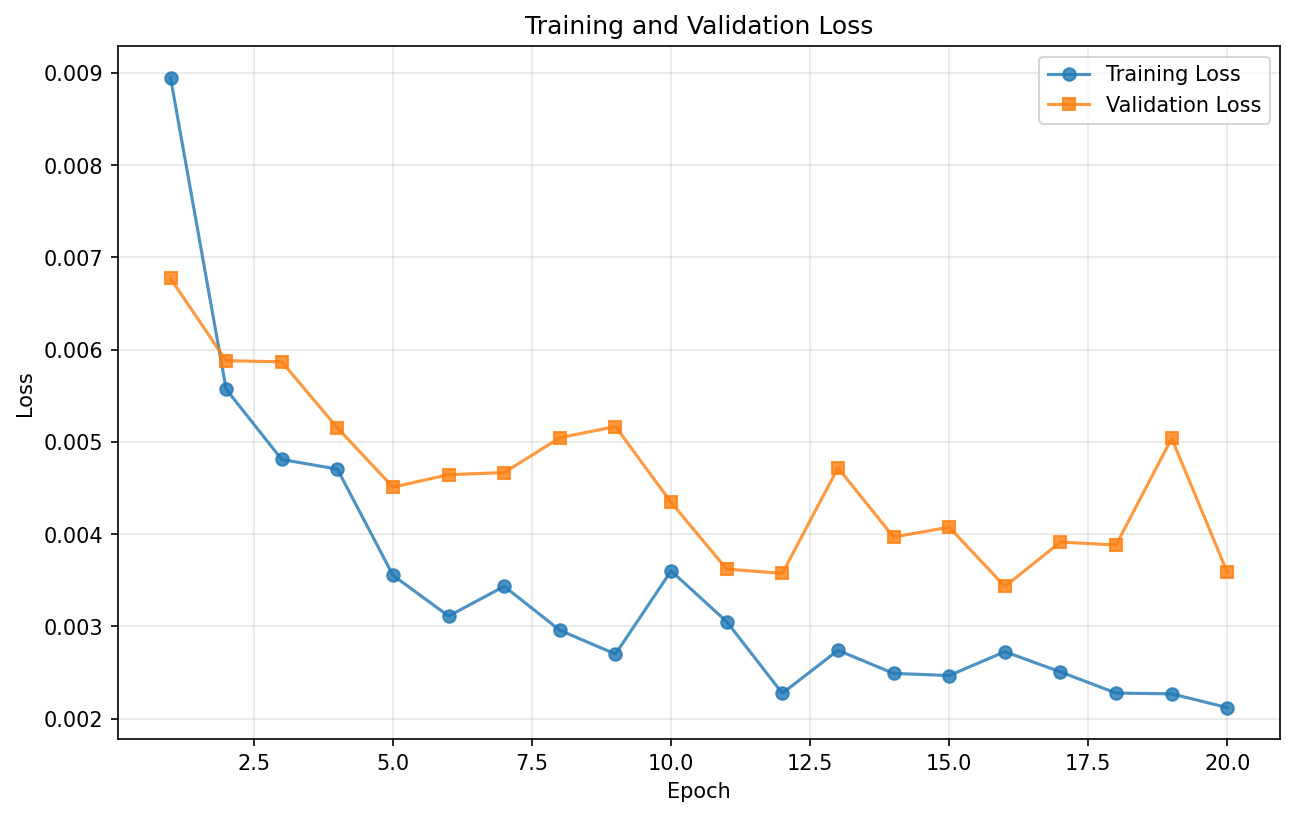 Training and Validation Loss
Training Loss
Validation Loss
0.009
0.008
0.007
0.006
0.005
0.004
0.003
0.002
Loss
2.5 5.0 7.5 10.0 12.5 15.0 17.5 20.0
Epoch